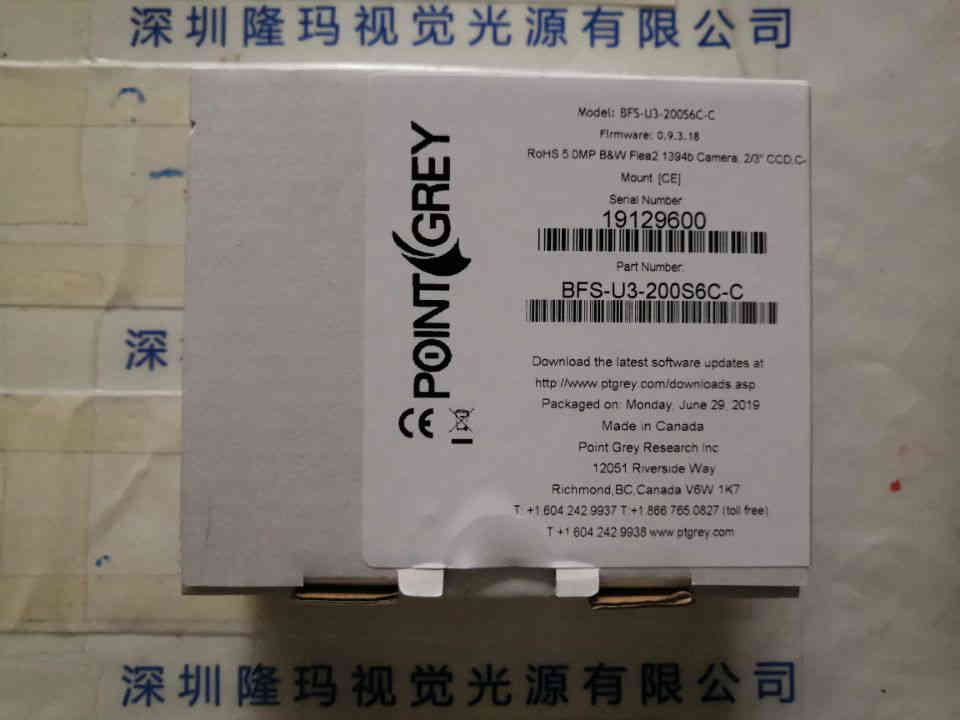 深圳隆玛视觉光源有限公司
POINT GREY
CE
Model: BFS-U3-200S6C-C
Firmware: 0.9.3.18
RoHS 5.0MP B&W Flea2 1394b Camera, 2/3" CCD,C-
Mount [CE]
Serial Number
19129600
Part Number:
BFS-U3-200S6C-C
Download the latest software updates at
http://www.ptgrey.com/downloads.asp
Packaged on: Monday, June 29, 2019
Made in Canada
Point Grey Research Inc
12051 Riverside Way
Richmond,BC,Canada V6W 1K7
T: +1 604 242 9937 T +1.866 765.0827 (toll free)
T +1 604 242 9938 www.ptgrey.com
深
深圳隆玛视觉光源有限公司